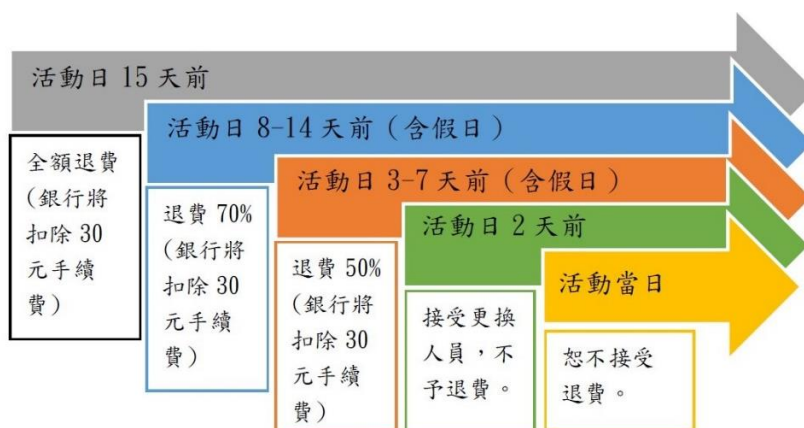 活動日 15 天前
全額退費
(銀行將
扣除 30
元手續
費)
活動日 8-14 天前（含假日）
退費 70%
(銀行將
扣除 30
元手續
費)
活動日 3-7 天前（含假日）
退費 50%
(銀行將
扣除 30
元手續
費)
活動日 2 天前
接受更換
人員，不
予退費。
活動當日
恕不接受
退費。